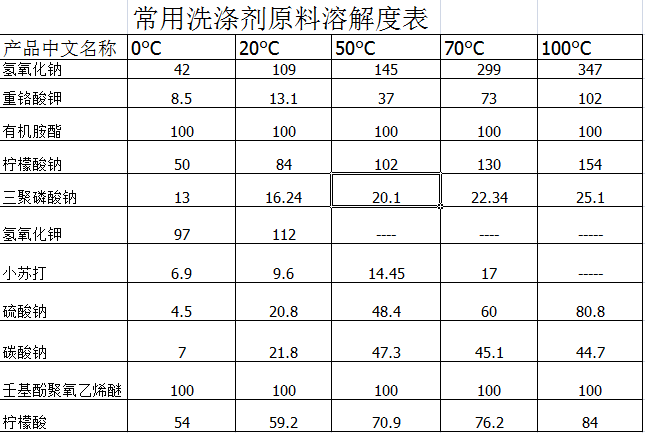 常用洗涤剂原料溶解度表
产品中文名称 0°C 20°C 50°C 70°C 100°C
氢氧化钠 42 109 145 299 347
重铬酸钾 8.5 13.1 37 73 102
有机胺酯 100 100 100 100 100
柠檬酸钠 50 84 102 130 154
三聚磷酸钠 13 16.24 20.1 22.34 25.1
氢氧化钾 97 112 ---- ---- -----
小苏打 6.9 9.6 14.45 17 -----
硫酸钠 4.5 20.8 48.4 60 80.8
碳酸钠 7 21.8 47.3 45.1 44.7
壬基酚聚氧乙烯醚 100 100 100 100 100
柠檬酸 54 59.2 70.9 76.2 84